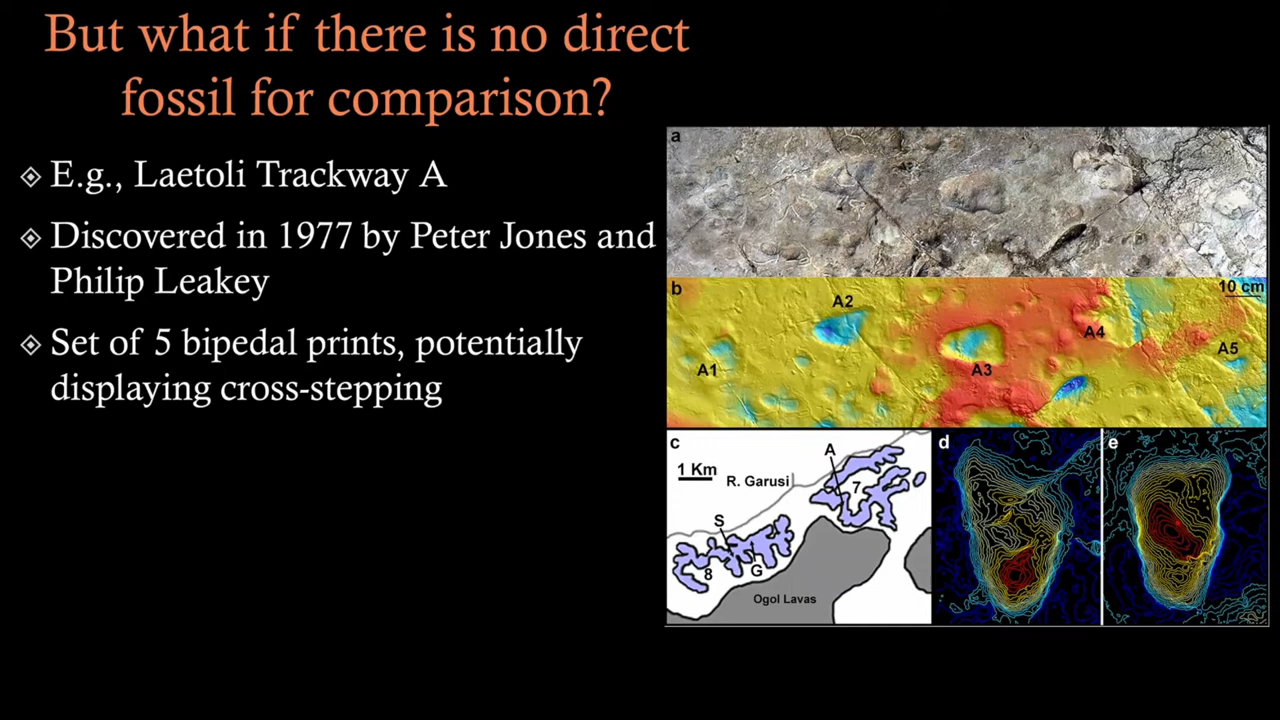 But what if there is no direct
fossil for comparison?
E.g., Laetoli Trackway A
Discovered in 1977 by Peter Jones and
Philip Leakey
Set of 5 bipedal prints, potentially
displaying cross-stepping
a
b
10 cm
A1
A2
A3
A4
A5
c
1 Km
R. Garusi
A
7
S
8
G
Ogol Lavas
d
e